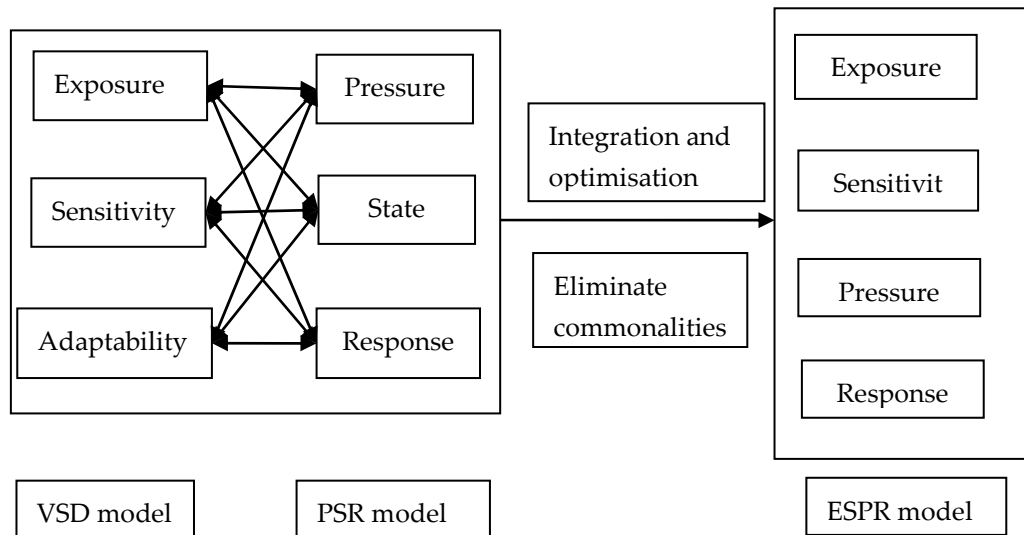 Exposure
Pressure
Sensitivity
State
Adaptability
Response
Integration and
optimisation
Eliminate
commonalities
Exposure
Sensitivit
Pressure
Response
VSD model
PSR model
ESPR model